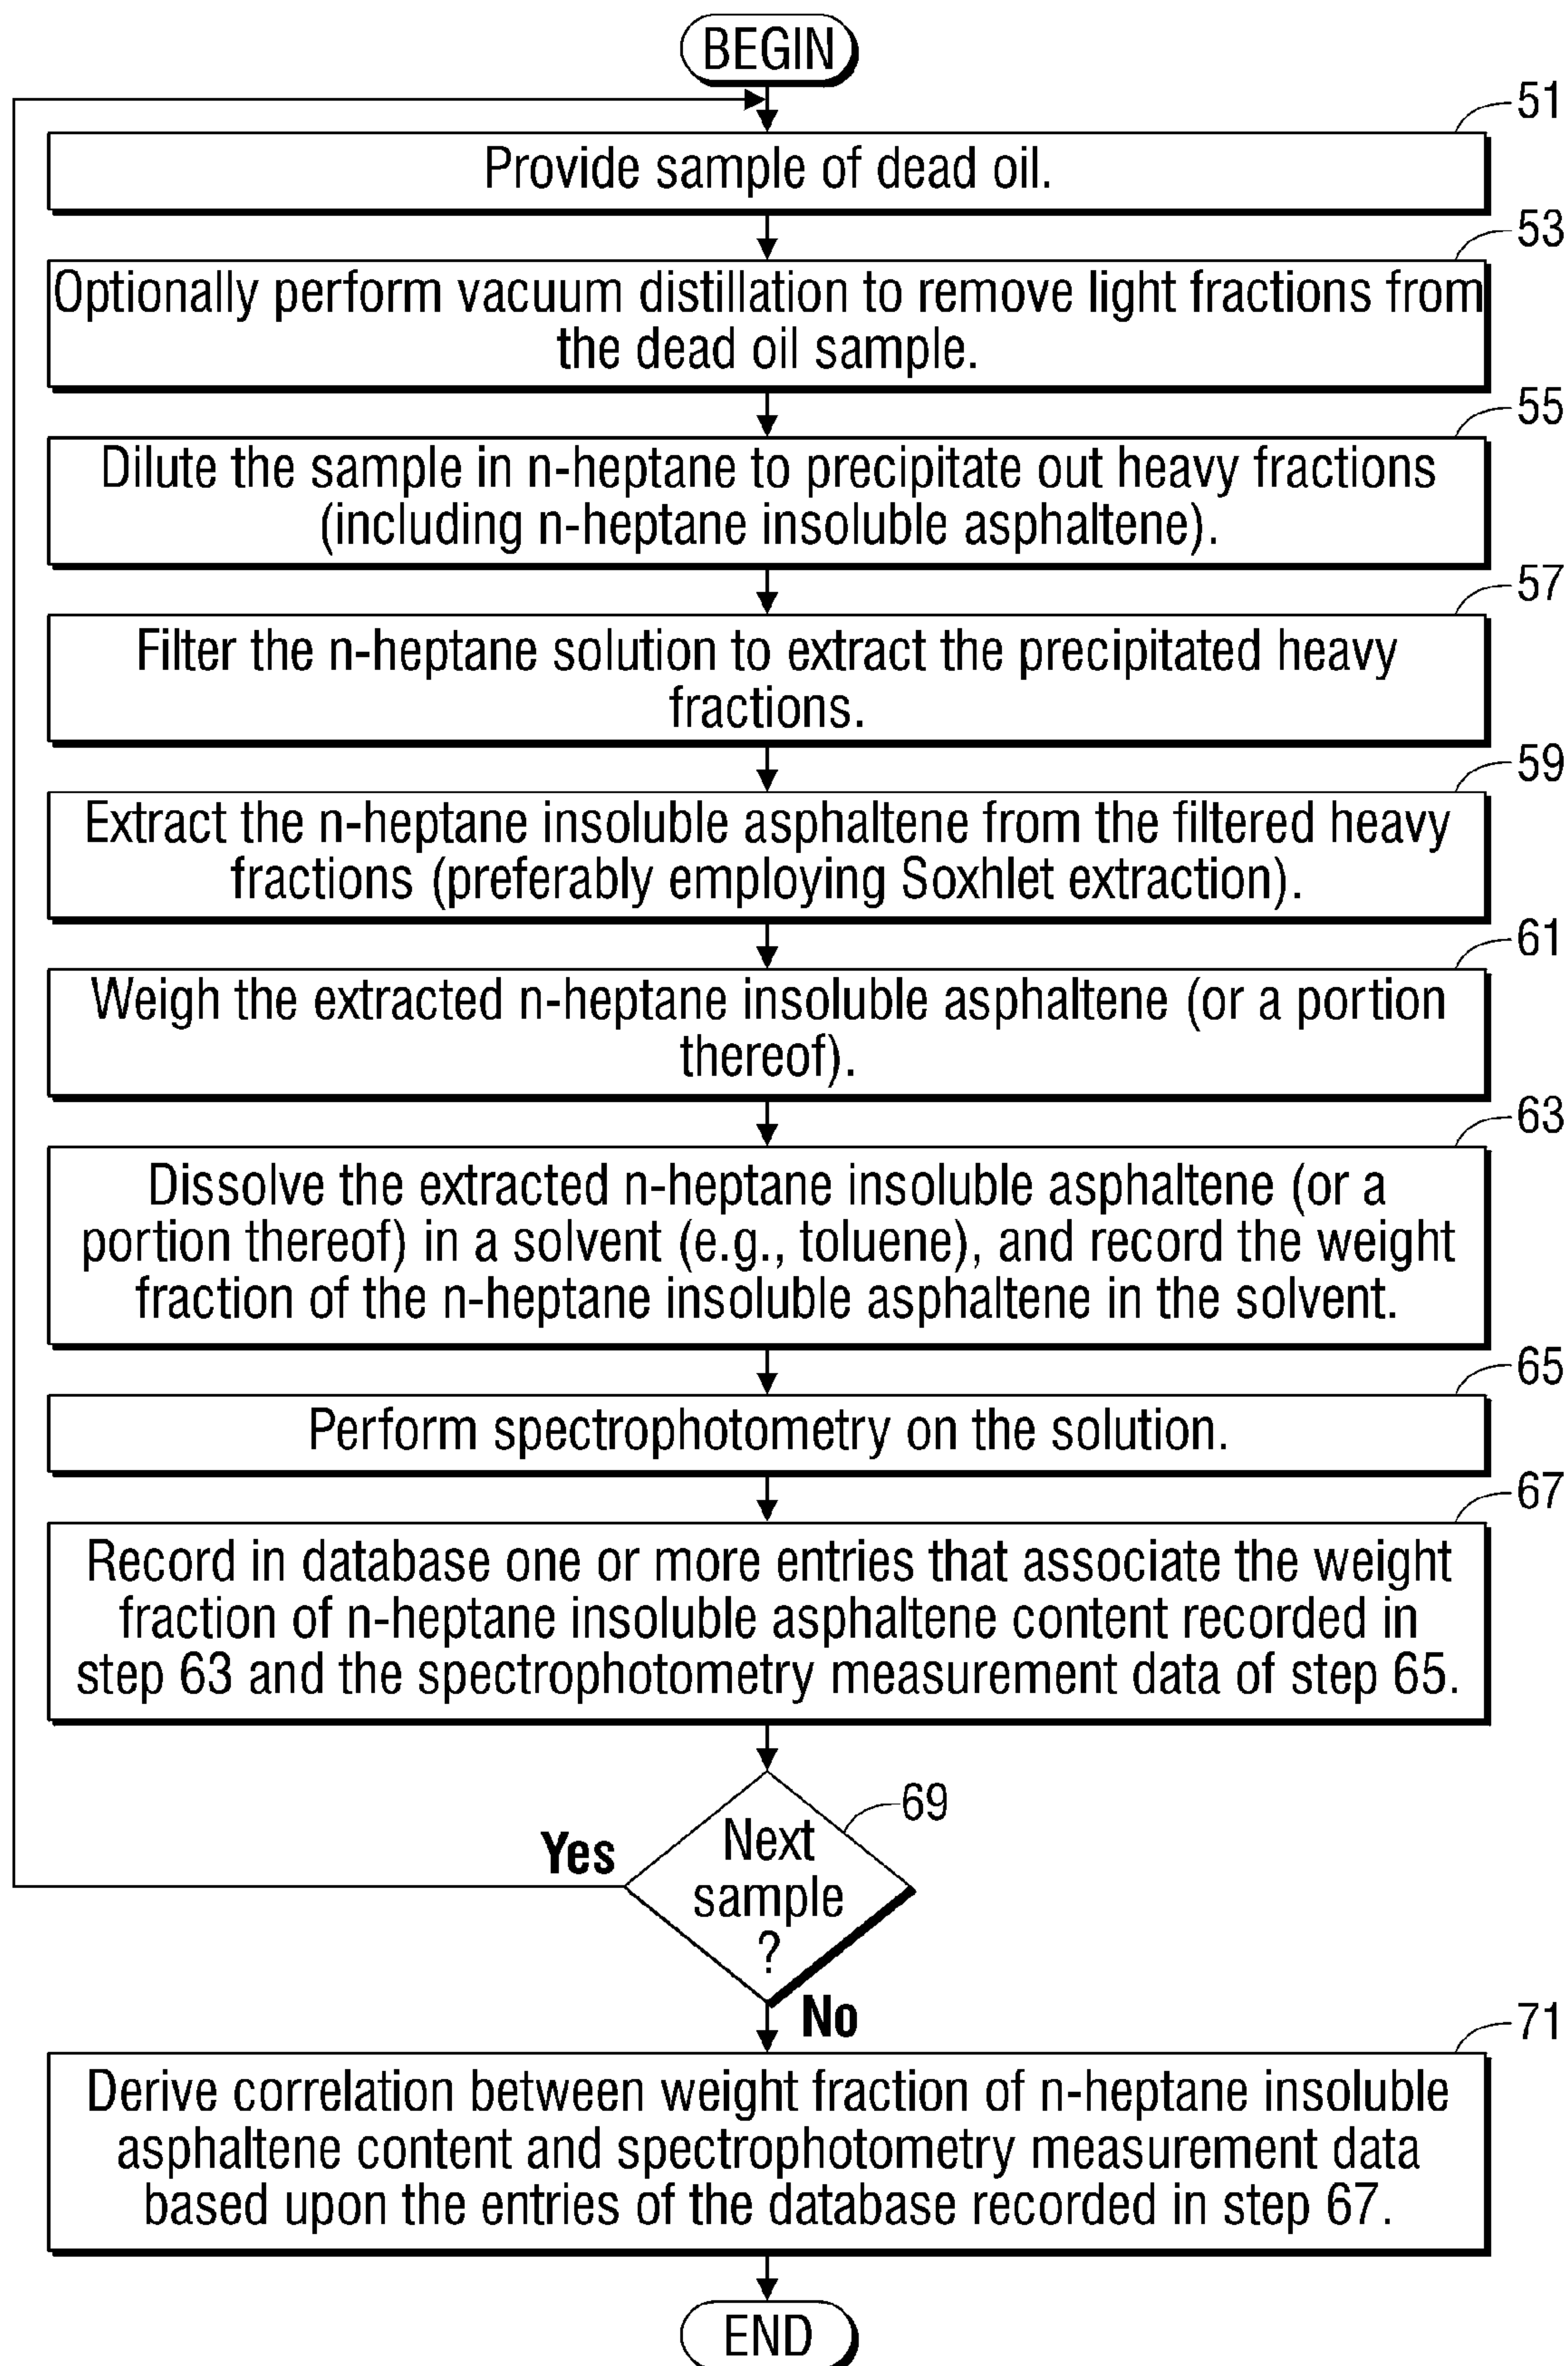 BEGIN
51
Provide sample of dead oil.
53
Optionally perform vacuum distillation to remove light fractions from
the dead oil sample.
55
Dilute the sample in n-heptane to precipitate out heavy fractions
(including n-heptane insoluble asphaltene).
57
Filter the n-heptane solution to extract the precipitated heavy
fractions.
59
Extract the n-heptane insoluble asphaltene from the filtered heavy
fractions (preferably employing Soxhlet extraction).
61
Weigh the extracted n-heptane insoluble asphaltene (or a portion
thereof).
63
Dissolve the extracted n-heptane insoluble asphaltene (or a
portion thereof) in a solvent (e.g., toluene), and record the weight
fraction of the n-heptane insoluble asphaltene in the solvent.
65
Perform spectrophotometry on the solution.
67
Record in database one or more entries that associate the weight
fraction of n-heptane insoluble asphaltene content recorded in
step 63 and the spectrophotometry measurement data of step 65.
69
Yes
Next
sample
?
No
71
Derive correlation between weight fraction of n-heptane insoluble
asphaltene content and spectrophotometry measurement data
based upon the entries of the database recorded in step 67.
END